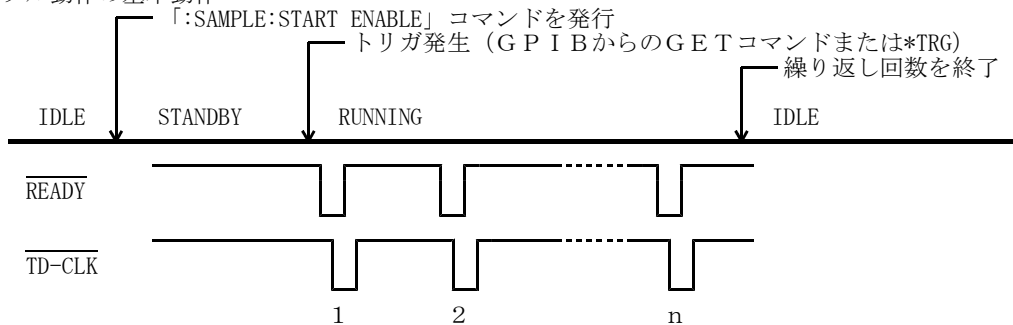 「:SAMPLE:START ENABLE」コマンドを発行
トリガ発生（ＧＰＩＢからのＧＥＴコマンドまたは*TRG）
繰り返し回数を終了
IDLE STANDBY RUNNING IDLE
READY
TD-CLK
1 2 n